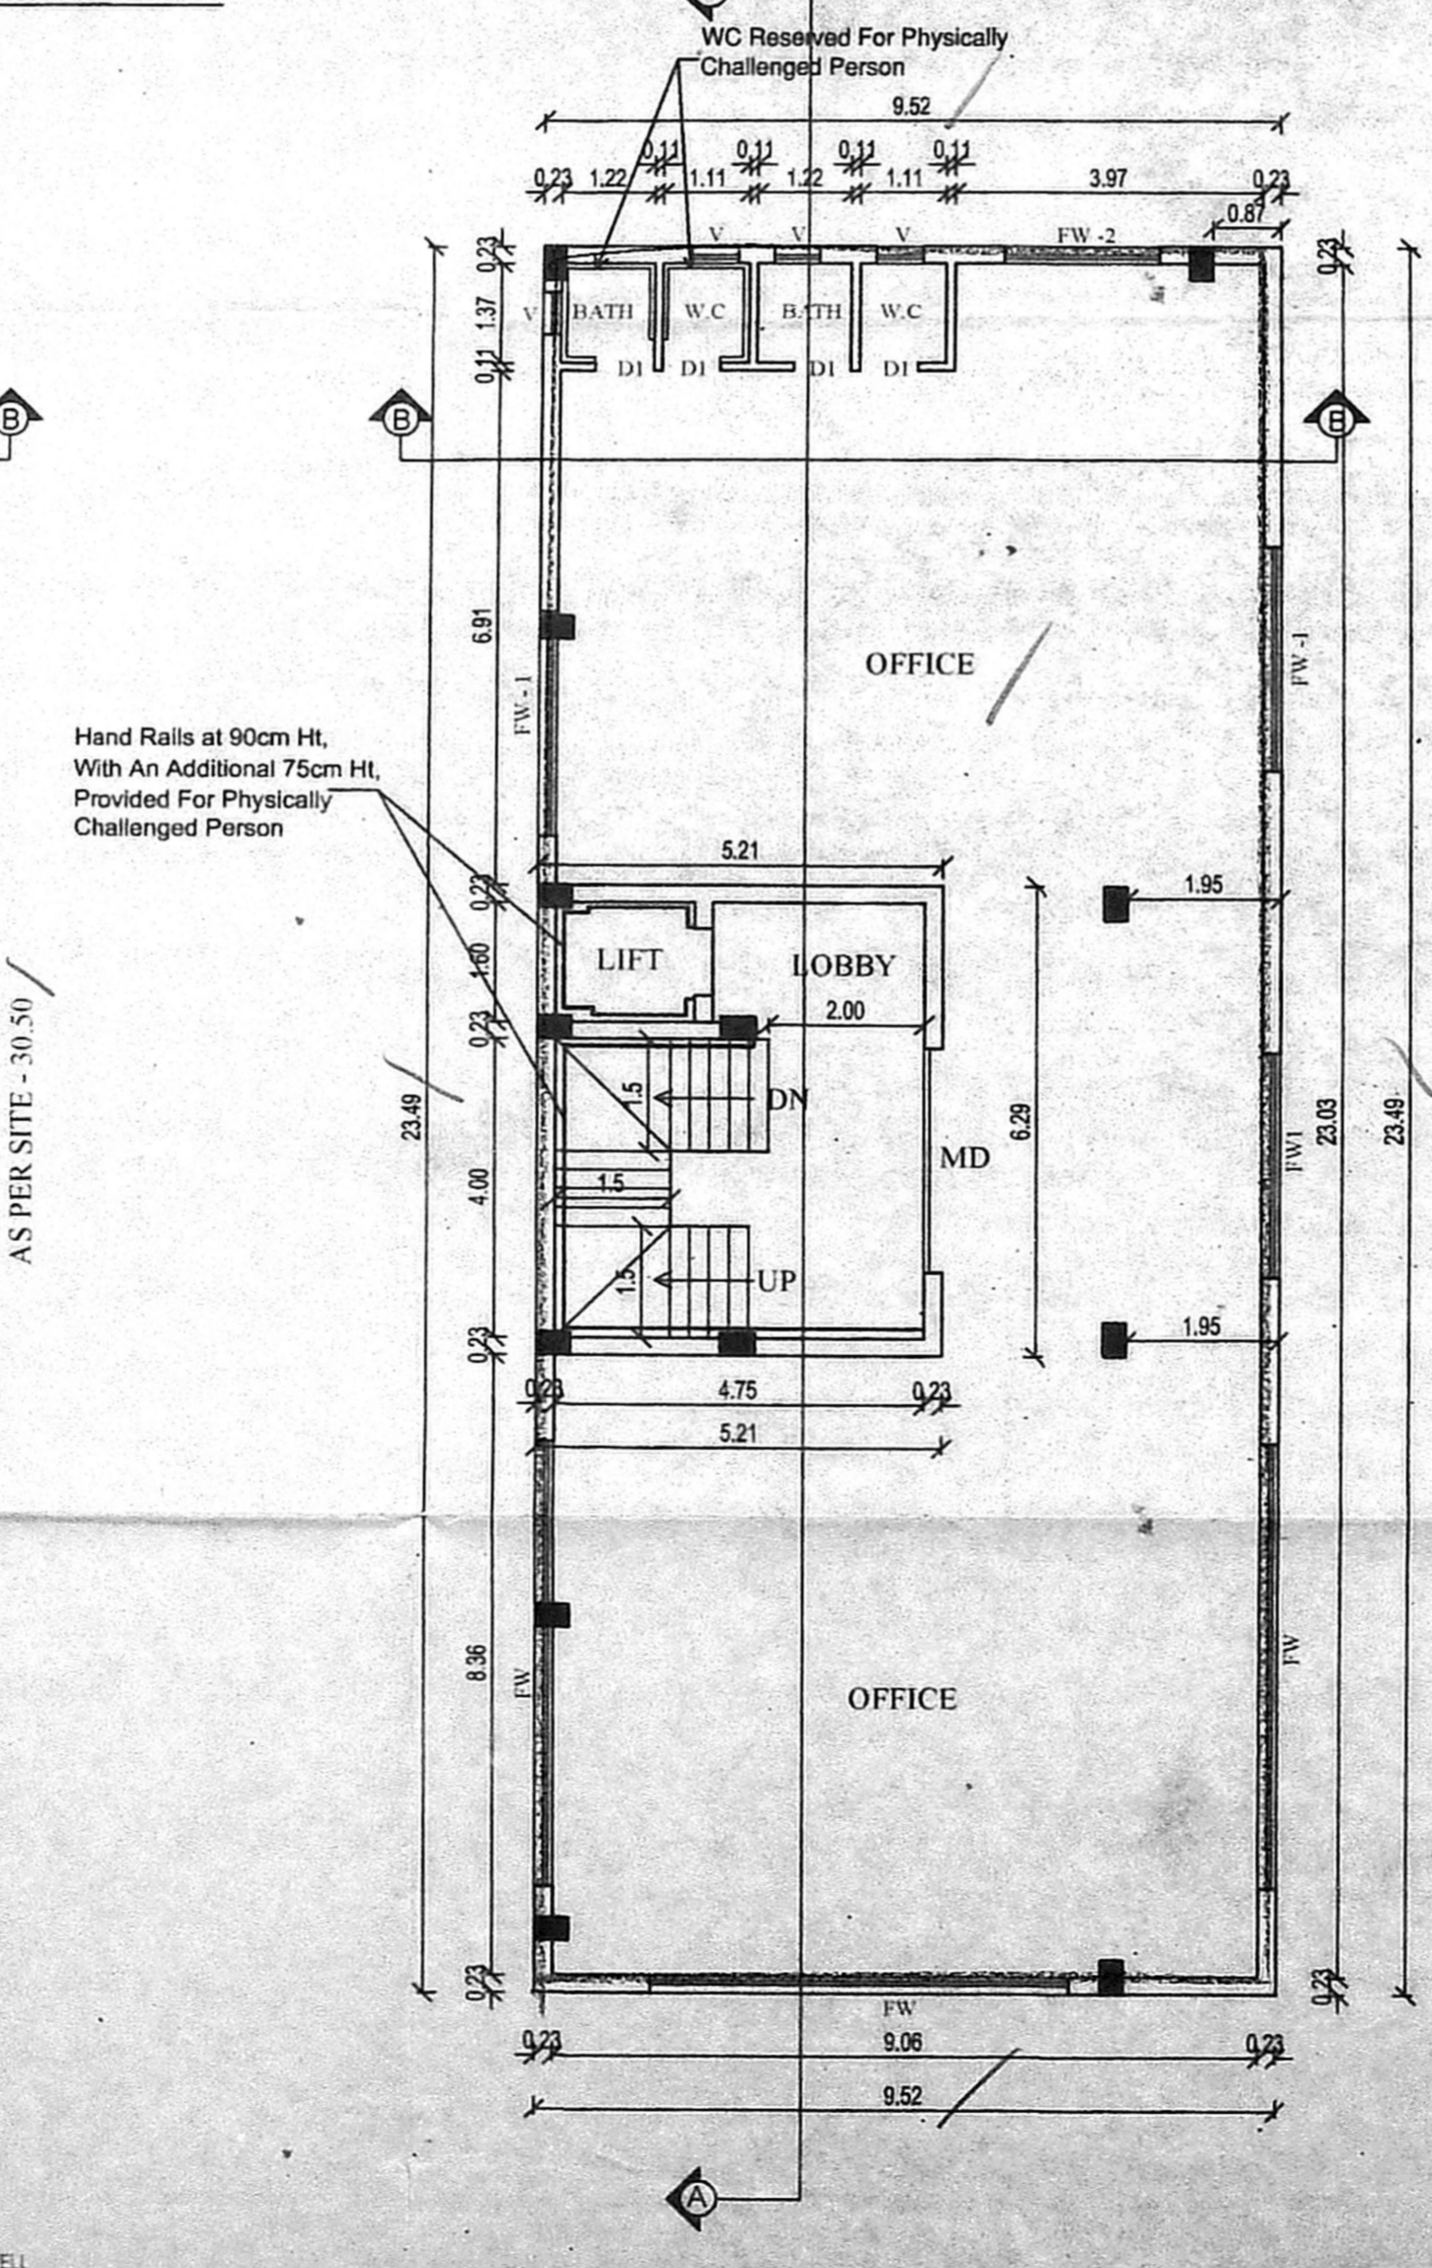 WC Reserved For Physically
Challenged Person
9.52
0.11 0.11 0.11 0.11
0.23 1.22 1.11 1.22 1.11 3.97 0.23
0.87
V V V FW -2
0.23
0.23
1.37
V
BATH W.C BATH W.C
0.11
D1 D1 D1 D1
B
B
B
6.91
OFFICE
FW - 1
FW -1
Hand Rails at 90cm Ht,
With An Additional 75cm Ht,
Provided For Physically
Challenged Person
5.21
0.23
1.95
1.60
LIFT
LOBBY
2.00
0.23
AS PER SITE - 30.50
23.49
1.5
DN
6.29
23.03
23.49
MD
FW1
4.00
1.5
1.5
UP
0.23
1.95
0.23 4.75 0.23
5.21
8.36
FW
FW
OFFICE
0.23
0.23
FW
0.23 9.06 0.23
9.52
A
ELL